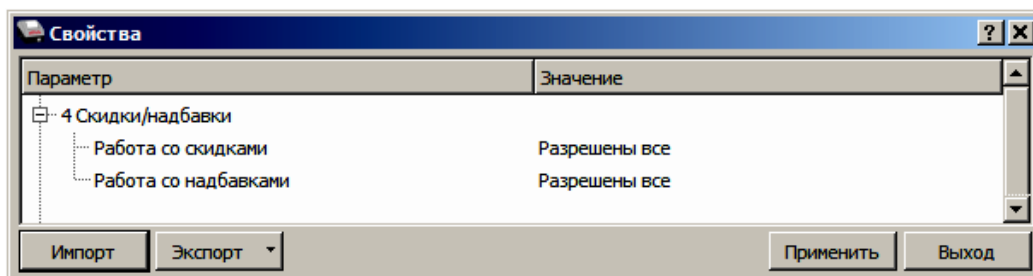 Свойства
Параметр Значение
4 Скидки/надбавки
Работа со скидками Разрешены все
Работа со надбавками Разрешены все
Импорт Экспорт Применить Выход